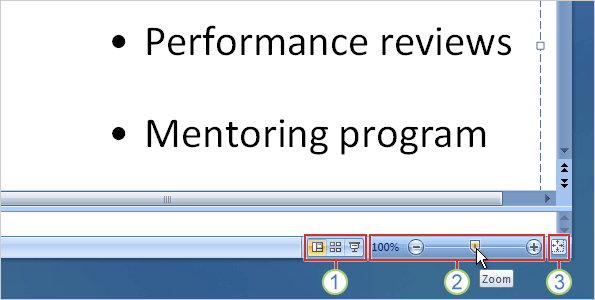 • Performance reviews
• Mentoring program
100%
1 2 3
Zoom